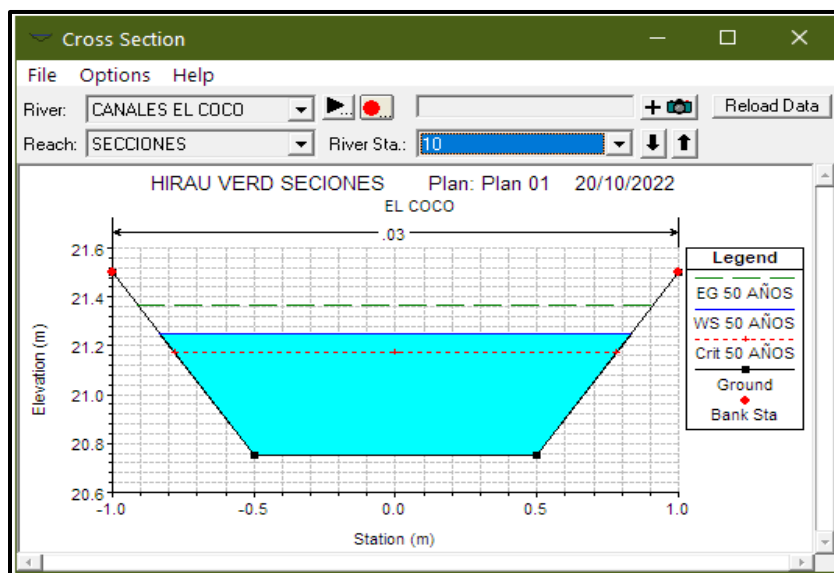 Cross Section
File Options Help
River: CANALES EL COCO Reload Data
Reach: SECCIONES River Sta.: 10
HIRAU VERD SECIONES Plan: Plan 01 20/10/2022
EL COCO
.03
21.6
21.4
21.2
21.0
20.8
20.6
Elevation (m)
-1.0 -0.5 0.0 0.5 1.0
Station (m)
Legend
EG 50 AÑOS
WS 50 AÑOS
Crit 50 AÑOS
Ground
Bank Sta